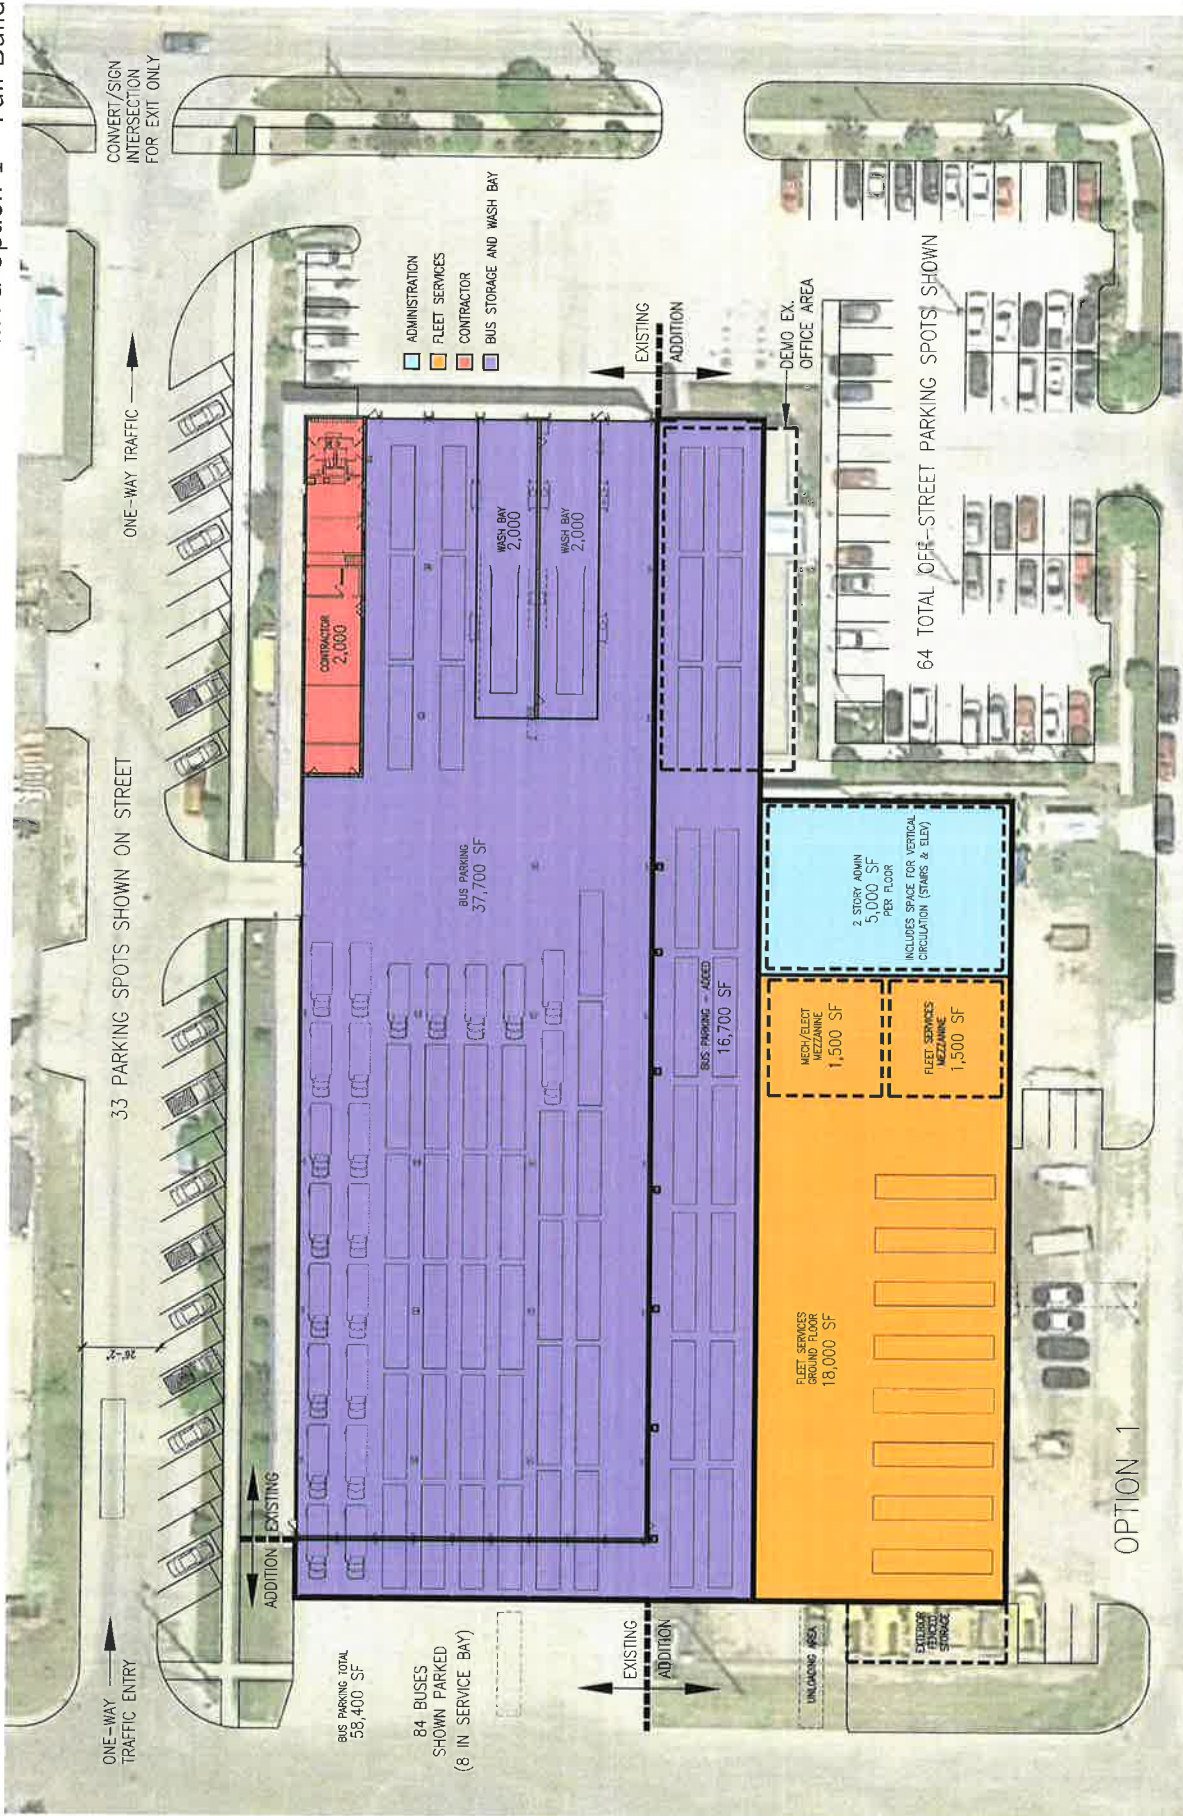 Option 1 - Full Build
CONVERT/SIGN
INTERSECTION
FOR EXIT ONLY
ONE-WAY TRAFFIC
33 PARKING SPOTS SHOWN ON STREET
26'-2"
ONE-WAY
TRAFFIC ENTRY
ADMINISTRATION
FLEET SERVICES
CONTRACTOR
BUS STORAGE AND WASH BAY
EXISTING
ADDITION
DEMO EX.
OFFICE AREA
64 TOTAL OFF-STREET PARKING SPOTS SHOWN
CONTRACTOR
2,000
WASH BAY
2,000
WASH BAY
2,000
BUS PARKING
37,700 SF
BUS PARKING - ADDED
16,700 SF
2 STORY ADMIN
5,000 SF
PER FLOOR
INCLUDES SPACE FOR VERTICAL
CIRCULATION (STAIRS & ELEV)
MECH/ELECT
MEZZANINE
1,500 SF
FLEET SERVICES
MEZZANINE
1,500 SF
FLEET SERVICES
GROUND FLOOR
18,000 SF
ADDITION
EXISTING
BUS PARKING TOTAL
58,400 SF
84 BUSES
SHOWN PARKED
(8 IN SERVICE BAY)
EXISTING
ADDITION
UNLOADING AREA
EXTERIOR
FENCED
STORAGE
OPTION 1